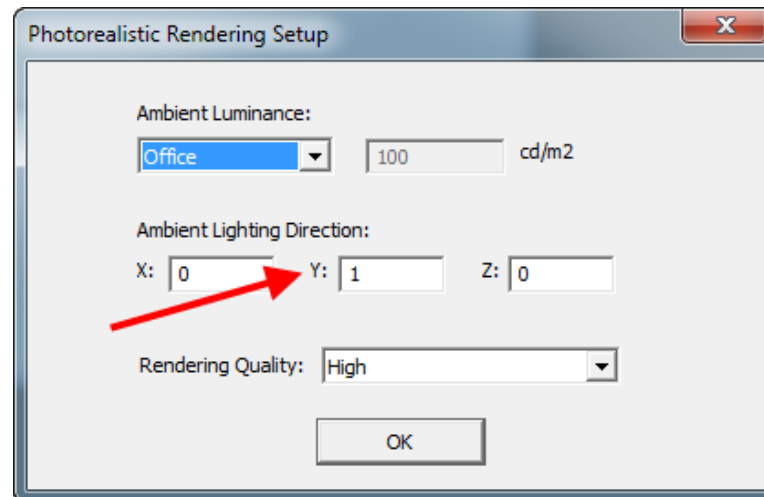 Photorealistic Rendering Setup
Ambient Luminance:
Office 100 cd/m2
Ambient Lighting Direction:
X: 0 Y: 1 Z: 0
Rendering Quality: High
OK